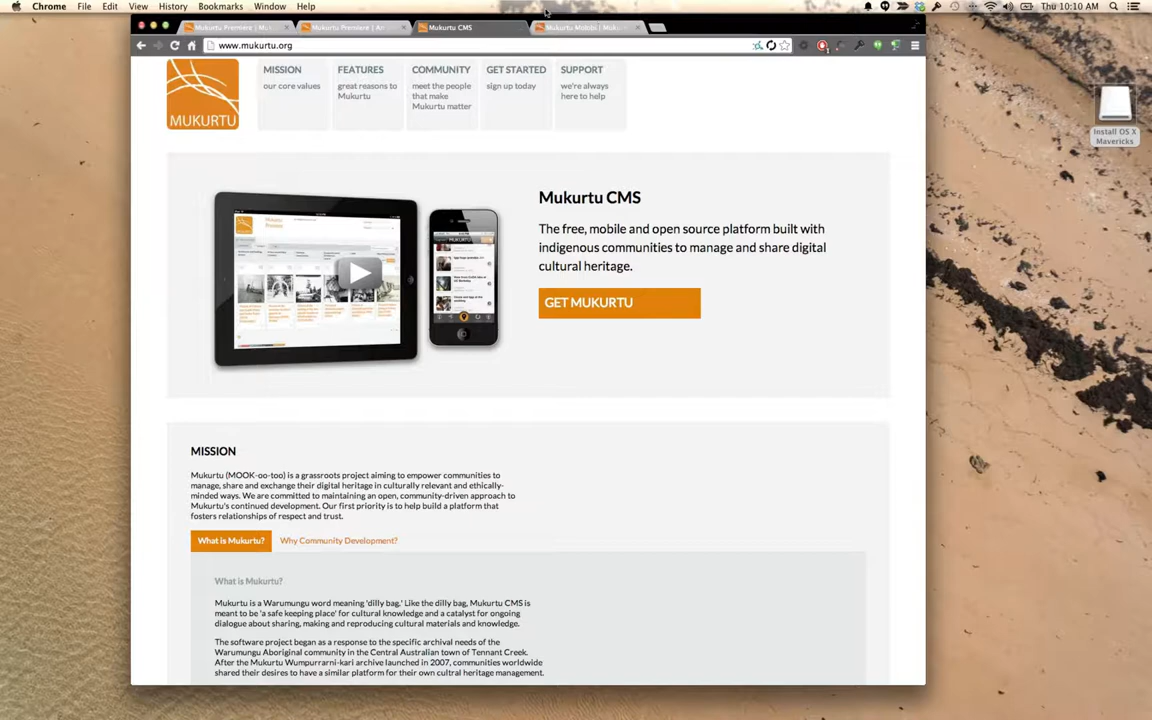 Chrome File Edit View History Bookmarks Window Help Thu 10:10 AM
Mukurtu Premiere | Mukurtu Premiere | Mukurtu CMS Mukurtu Mobile |
www.mukurtu.org
MUKURTU
MISSION
our core values
FEATURES
great reasons to
Mukurtu
COMMUNITY
meet the people
that make
Mukurtu matter
GET STARTED
sign up today
SUPPORT
we're always
here to help
Install OS X
Mavericks
Mukurtu CMS
The free, mobile and open source platform built with
indigenous communities to manage and share digital
cultural heritage.
GET MUKURTU
MISSION
Mukurtu (MOOK-oo-too) is a grassroots project aiming to empower communities to
manage, share and exchange their digital heritage in culturally relevant and ethically-
minded ways. We are committed to maintaining an open, community-driven approach to
Mukurtu's continued development. Our first priority is to help build a platform that
fosters relationships of respect and trust.
What is Mukurtu? Why Community Development?
What is Mukurtu?
Mukurtu is a Warumungu word meaning 'dilly bag.' Like the dilly bag, Mukurtu CMS is
meant to be 'a safe keeping place' for cultural knowledge and a catalyst for ongoing
dialogue about sharing, making and reproducing cultural materials and knowledge.
The software project began as a response to the specific archival needs of the
Warumungu Aboriginal community in the Central Australian town of Tennant Creek.
After the Mukurtu Wumpurrarni-kari archive launched in 2007, communities worldwide
shared their desires to have a similar platform for their own cultral heritage management.